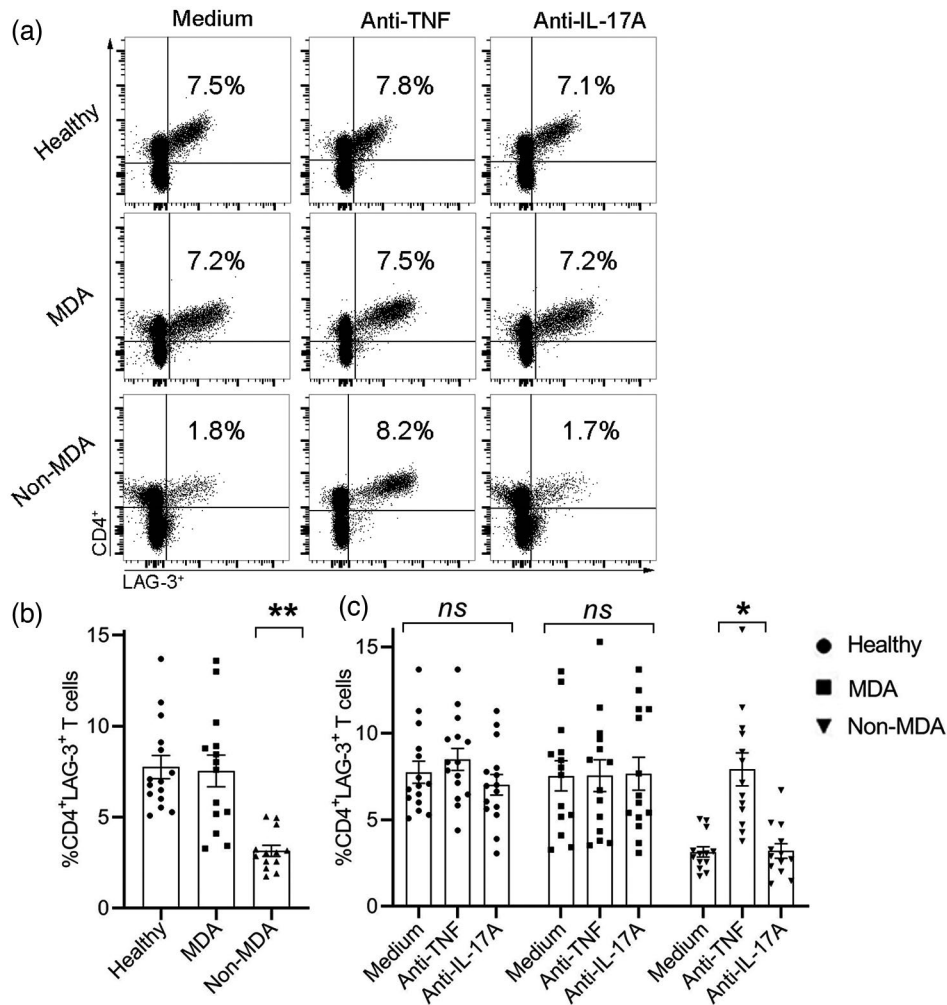 (a)
Medium Anti-TNF Anti-IL-17A
Healthy 7.5% 7.8% 7.1%
MDA 7.2% 7.5% 7.2%
Non-MDA 1.8% 8.2% 1.7%
CD4⁺
LAG-3⁺
(b)
**
%CD4⁺LAG-3⁺ T cells
15
10
5
0
Healthy MDA Non-MDA
(c)
ns ns *
%CD4⁺LAG-3⁺ T cells
15
10
5
0
Medium Anti-TNF Anti-IL-17A Medium Anti-TNF Anti-IL-17A Medium Anti-TNF Anti-IL-17A
Healthy
MDA
Non-MDA